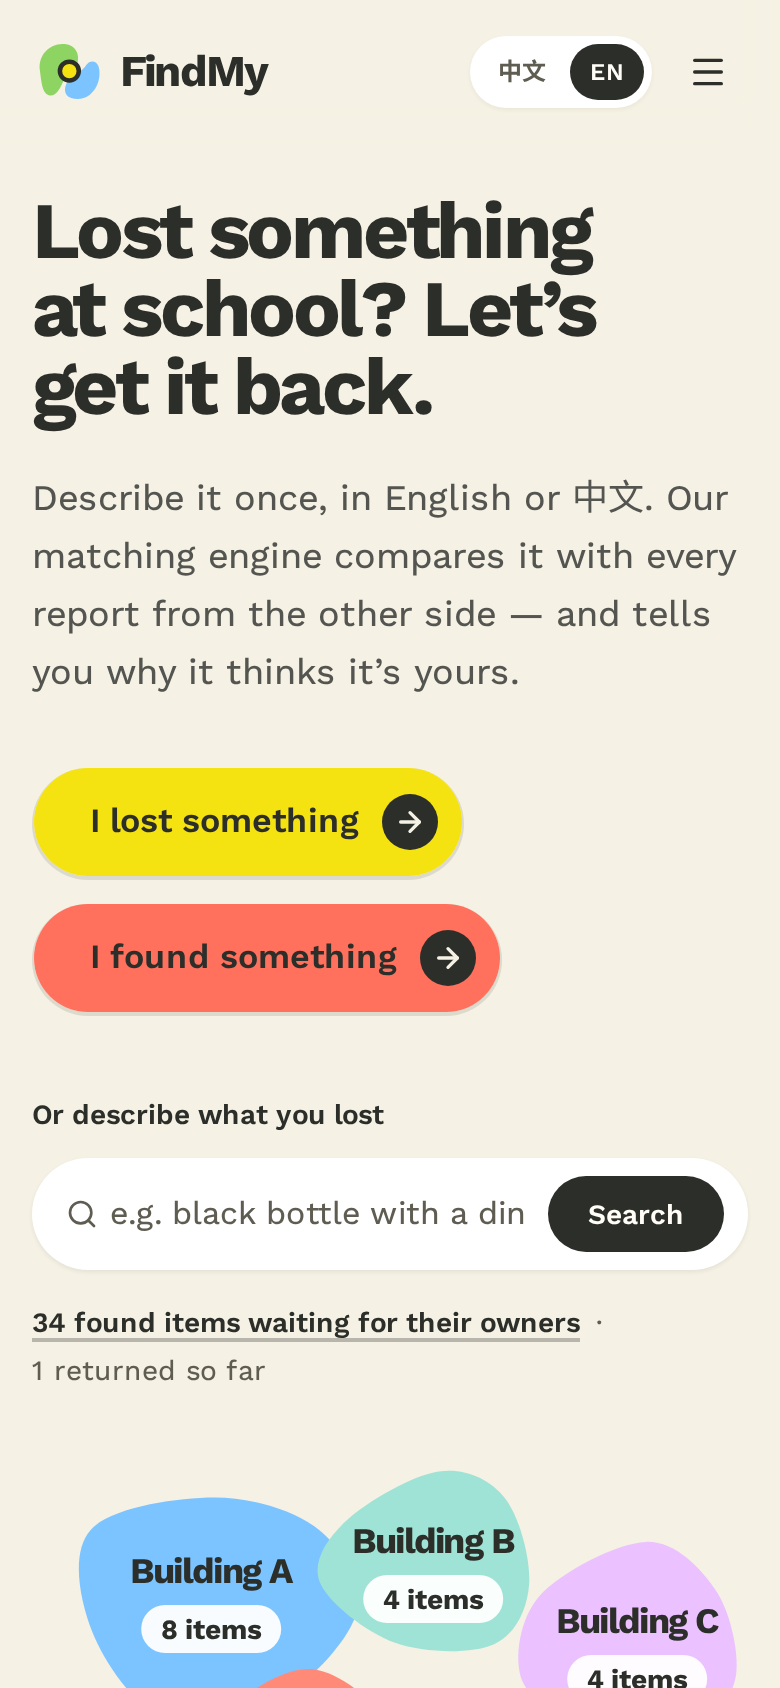 FindMy
中文
EN
Lost something
at school? Let’s
get it back.
Describe it once, in English or 中文. Our
matching engine compares it with every
report from the other side — and tells
you why it thinks it’s yours.
I lost something
I found something
Or describe what you lost
e.g. black bottle with a din
Search
34 found items waiting for their owners ·
1 returned so far
Building A
8 items
Building B
4 items
Building C
4 items